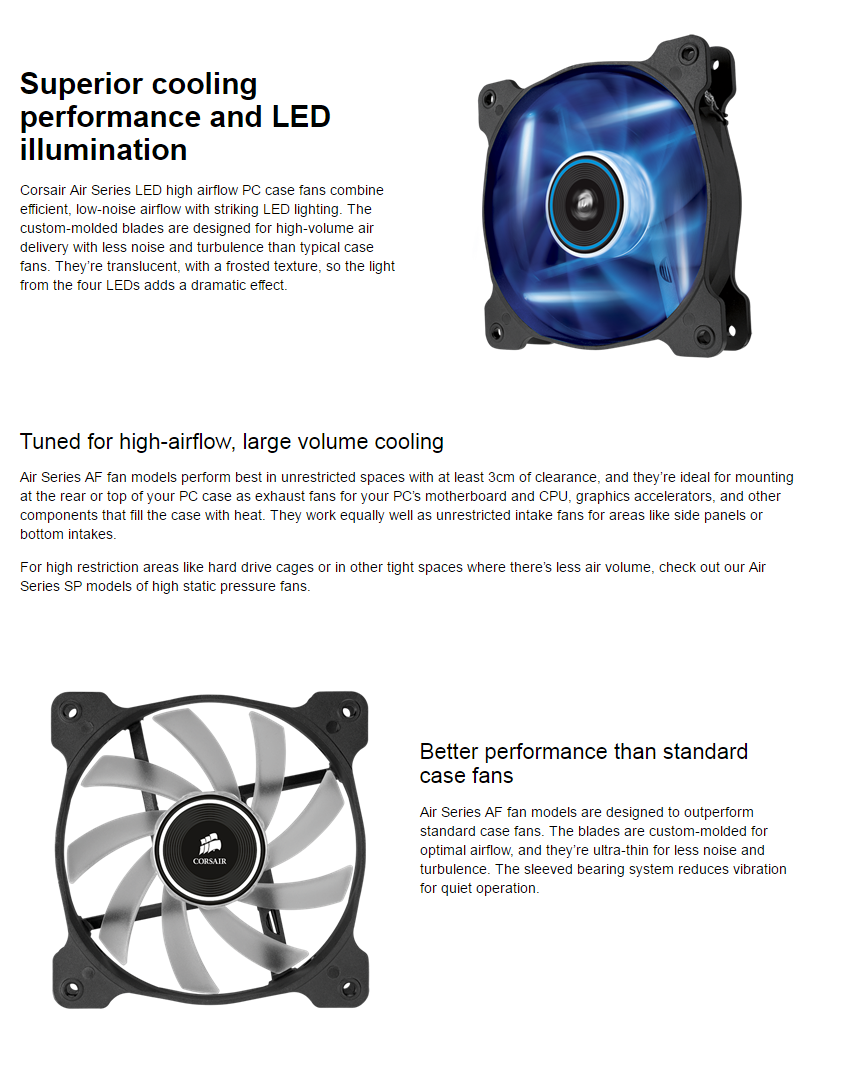 Superior cooling
performance and LED
illumination
Corsair Air Series LED high airflow PC case fans combine
efficient, low-noise airflow with striking LED lighting. The
custom-molded blades are designed for high-volume air
delivery with less noise and turbulence than typical case
fans. They’re translucent, with a frosted texture, so the light
from the four LEDs adds a dramatic effect.
Tuned for high-airflow, large volume cooling
Air Series AF fan models perform best in unrestricted spaces with at least 3cm of clearance, and they’re ideal for mounting
at the rear or top of your PC case as exhaust fans for your PC’s motherboard and CPU, graphics accelerators, and other
components that fill the case with heat. They work equally well as unrestricted intake fans for areas like side panels or
bottom intakes.
For high restriction areas like hard drive cages or in other tight spaces where there’s less air volume, check out our Air
Series SP models of high static pressure fans.
CORSAIR
Better performance than standard
case fans
Air Series AF fan models are designed to outperform
standard case fans. The blades are custom-molded for
optimal airflow, and they’re ultra-thin for less noise and
turbulence. The sleeved bearing system reduces vibration
for quiet operation.